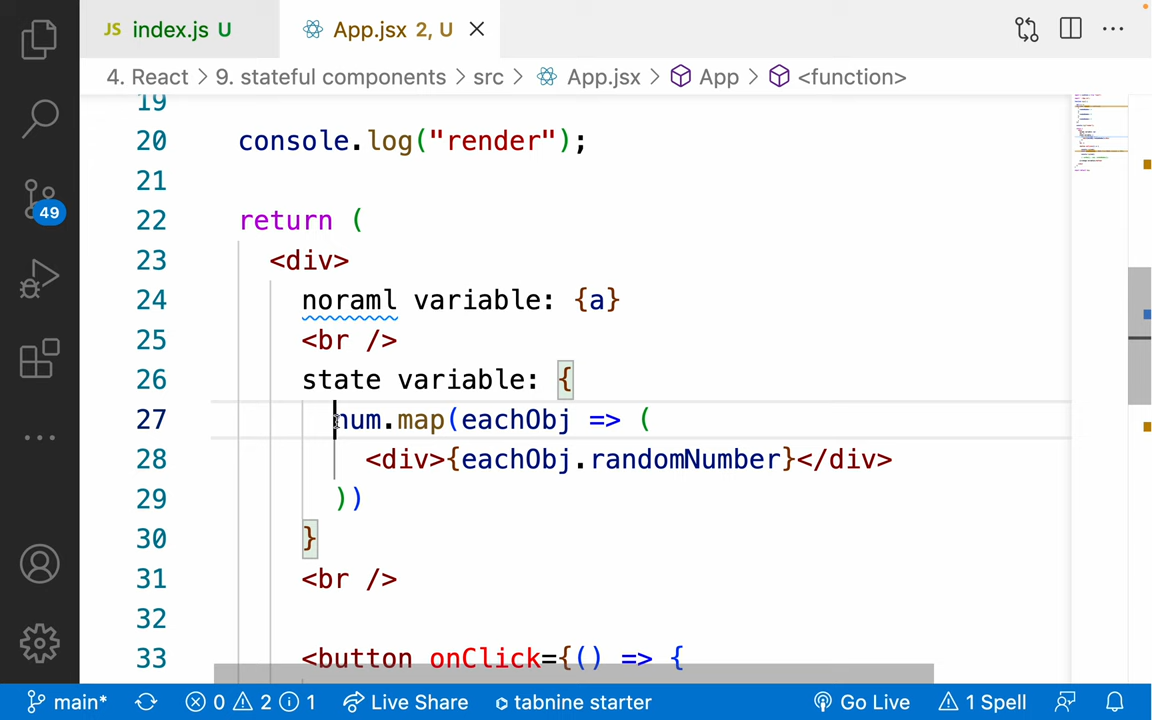 JS index.js U
App.jsx 2, U
4. React > 9. stateful components > src > App.jsx > App > <function>
19
20 console.log("render");
21
22 return (
23 <div>
24 noraml variable: {a}
25 <br />
26 state variable: {
27 num.map(eachObj => (
28 <div>{eachObj.randomNumber}</div>
29 ))
30 }
31 <br />
32
33 <button onClick={() => {
49
main* 0 2 1 Live Share tabnine starter Go Live 1 Spell